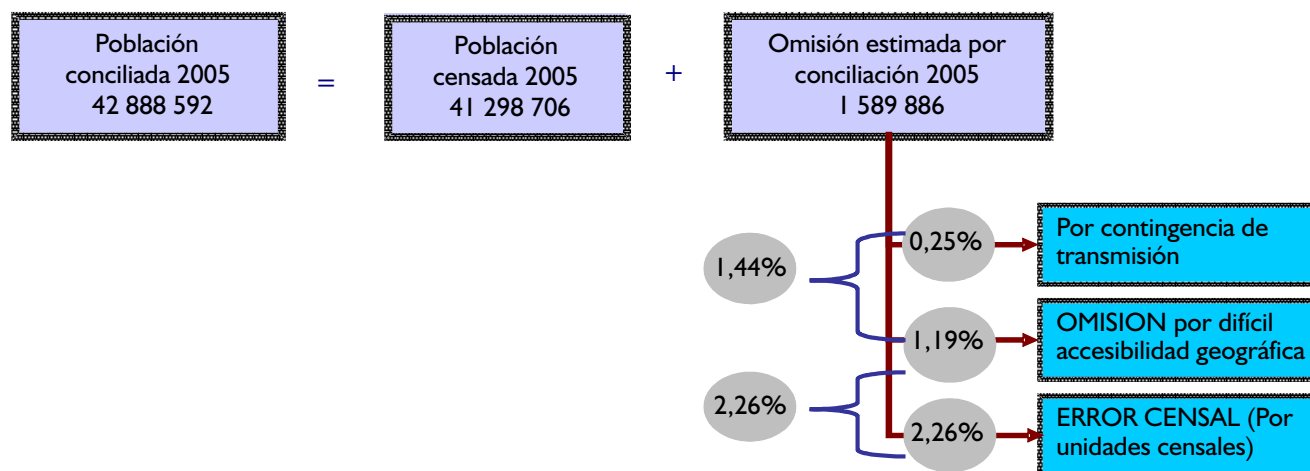 Población
conciliada 2005
42 888 592
=
Población
censada 2005
41 298 706
+
Omisión estimada por
conciliación 2005
1 589 886
1,44%
0,25%
Por contingencia de
transmisión
1,19%
OMISION por difícil
accesibilidad geográfica
2,26%
2,26%
ERROR CENSAL (Por
unidades censales)